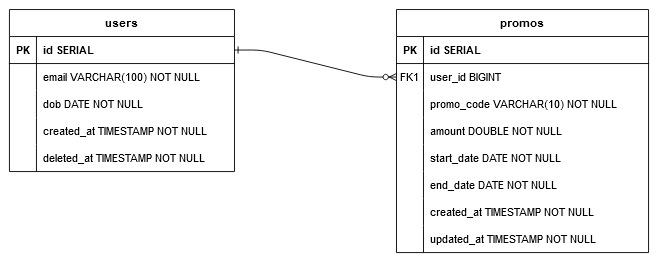 users
PK id SERIAL
email VARCHAR(100) NOT NULL
dob DATE NOT NULL
created_at TIMESTAMP NOT NULL
deleted_at TIMESTAMP NOT NULL
promos
PK id SERIAL
FK1 user_id BIGINT
promo_code VARCHAR(10) NOT NULL
amount DOUBLE NOT NULL
start_date DATE NOT NULL
end_date DATE NOT NULL
created_at TIMESTAMP NOT NULL
updated_at TIMESTAMP NOT NULL